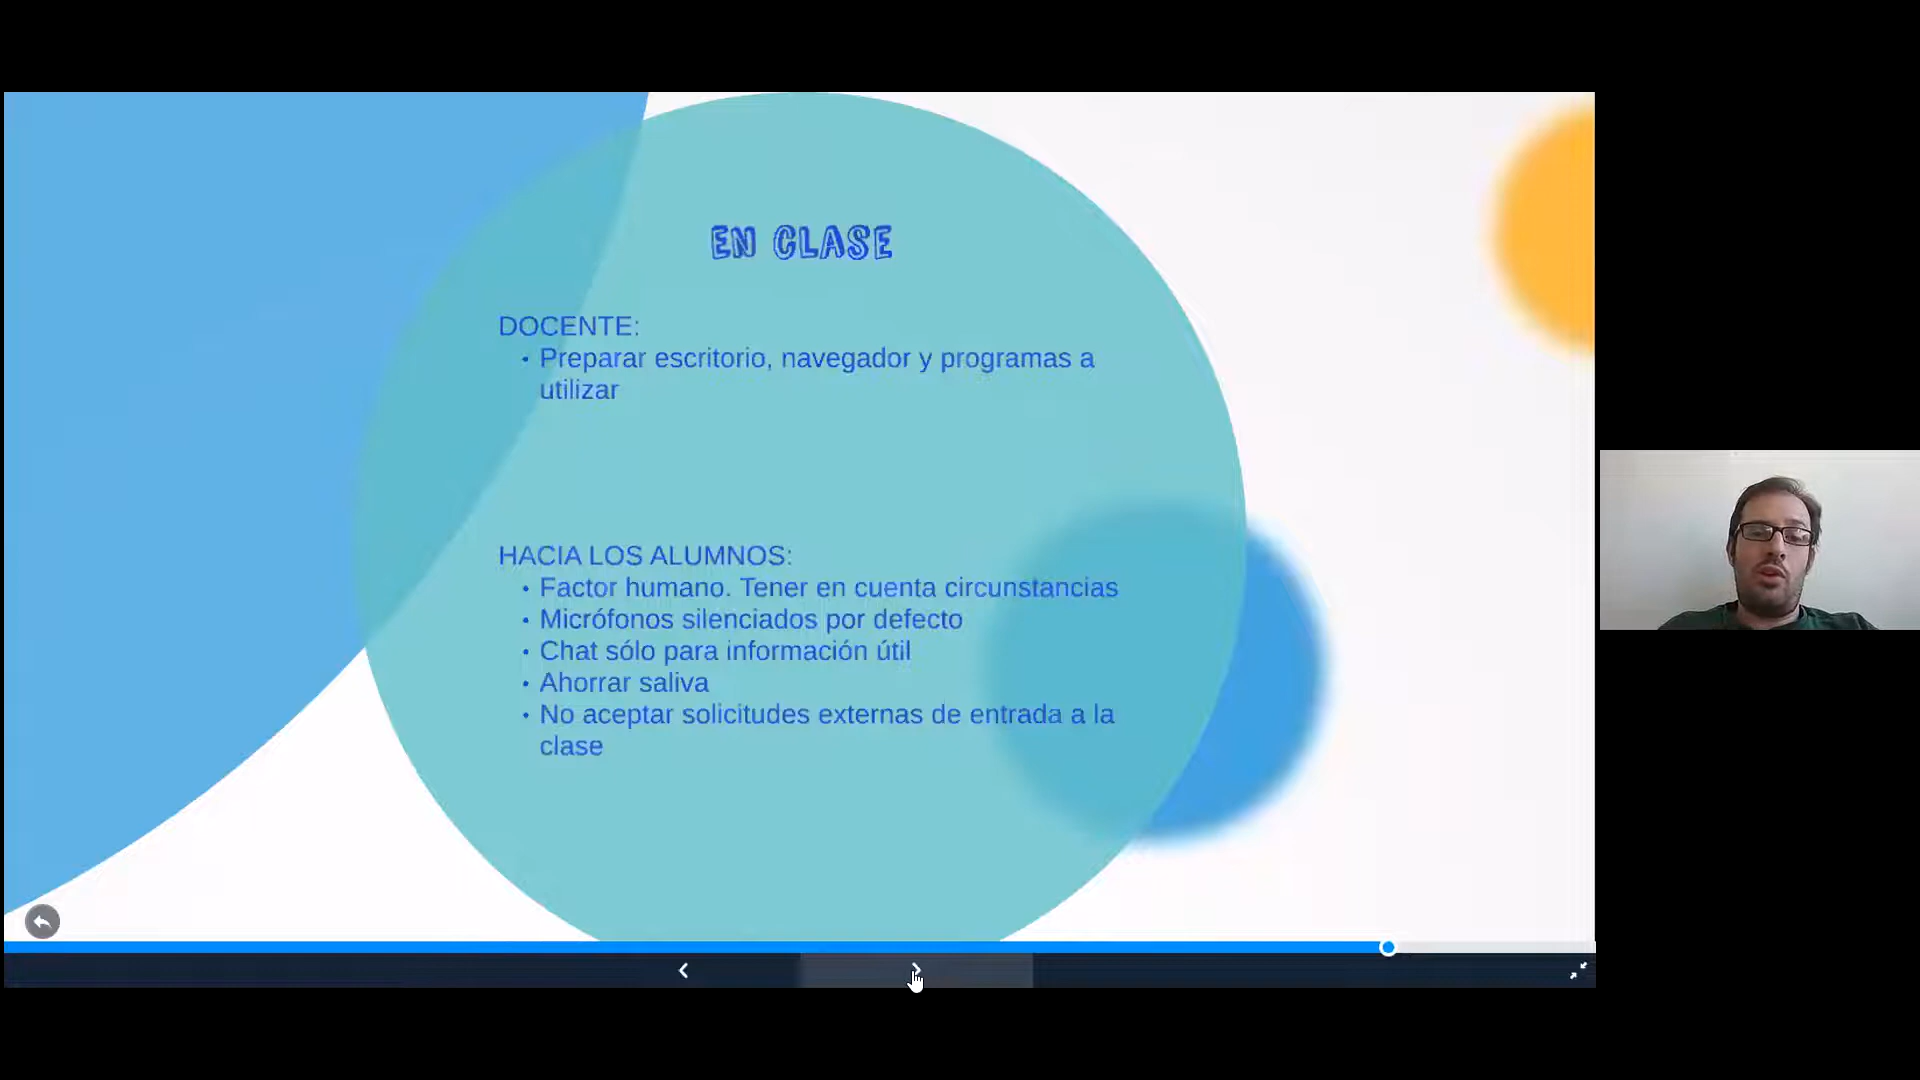 EN CLASE
DOCENTE:
• Preparar escritorio, navegador y programas a
utilizar
HACIA LOS ALUMNOS:
• Factor humano. Tener en cuenta circunstancias
• Micrófonos silenciados por defecto
• Chat sólo para información útil
• Ahorrar saliva
• No aceptar solicitudes externas de entrada a la
clase